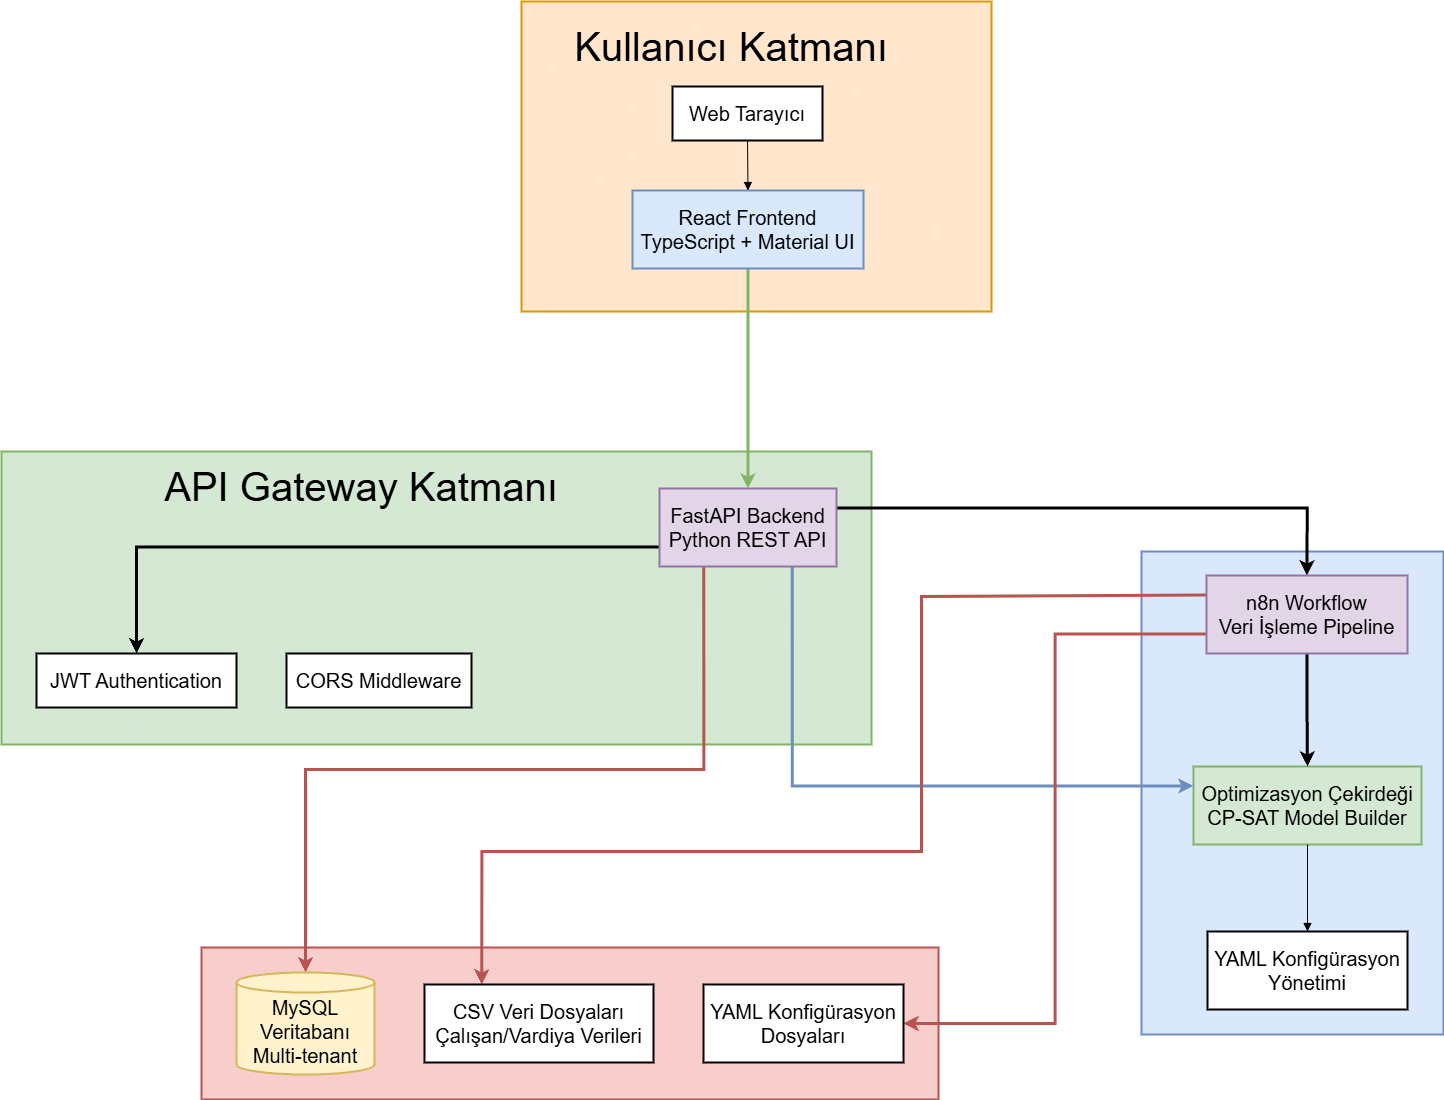 Kullanıcı Katmanı
Web Tarayıcı
React Frontend
TypeScript + Material UI
API Gateway Katmanı
FastAPI Backend
Python REST API
JWT Authentication
CORS Middleware
n8n Workflow
Veri İşleme Pipeline
Optimizasyon Çekirdeği
CP-SAT Model Builder
YAML Konfigürasyon
Yönetimi
MySQL
Veritabanı
Multi-tenant
CSV Veri Dosyaları
Çalışan/Vardiya Verileri
YAML Konfigürasyon
Dosyaları